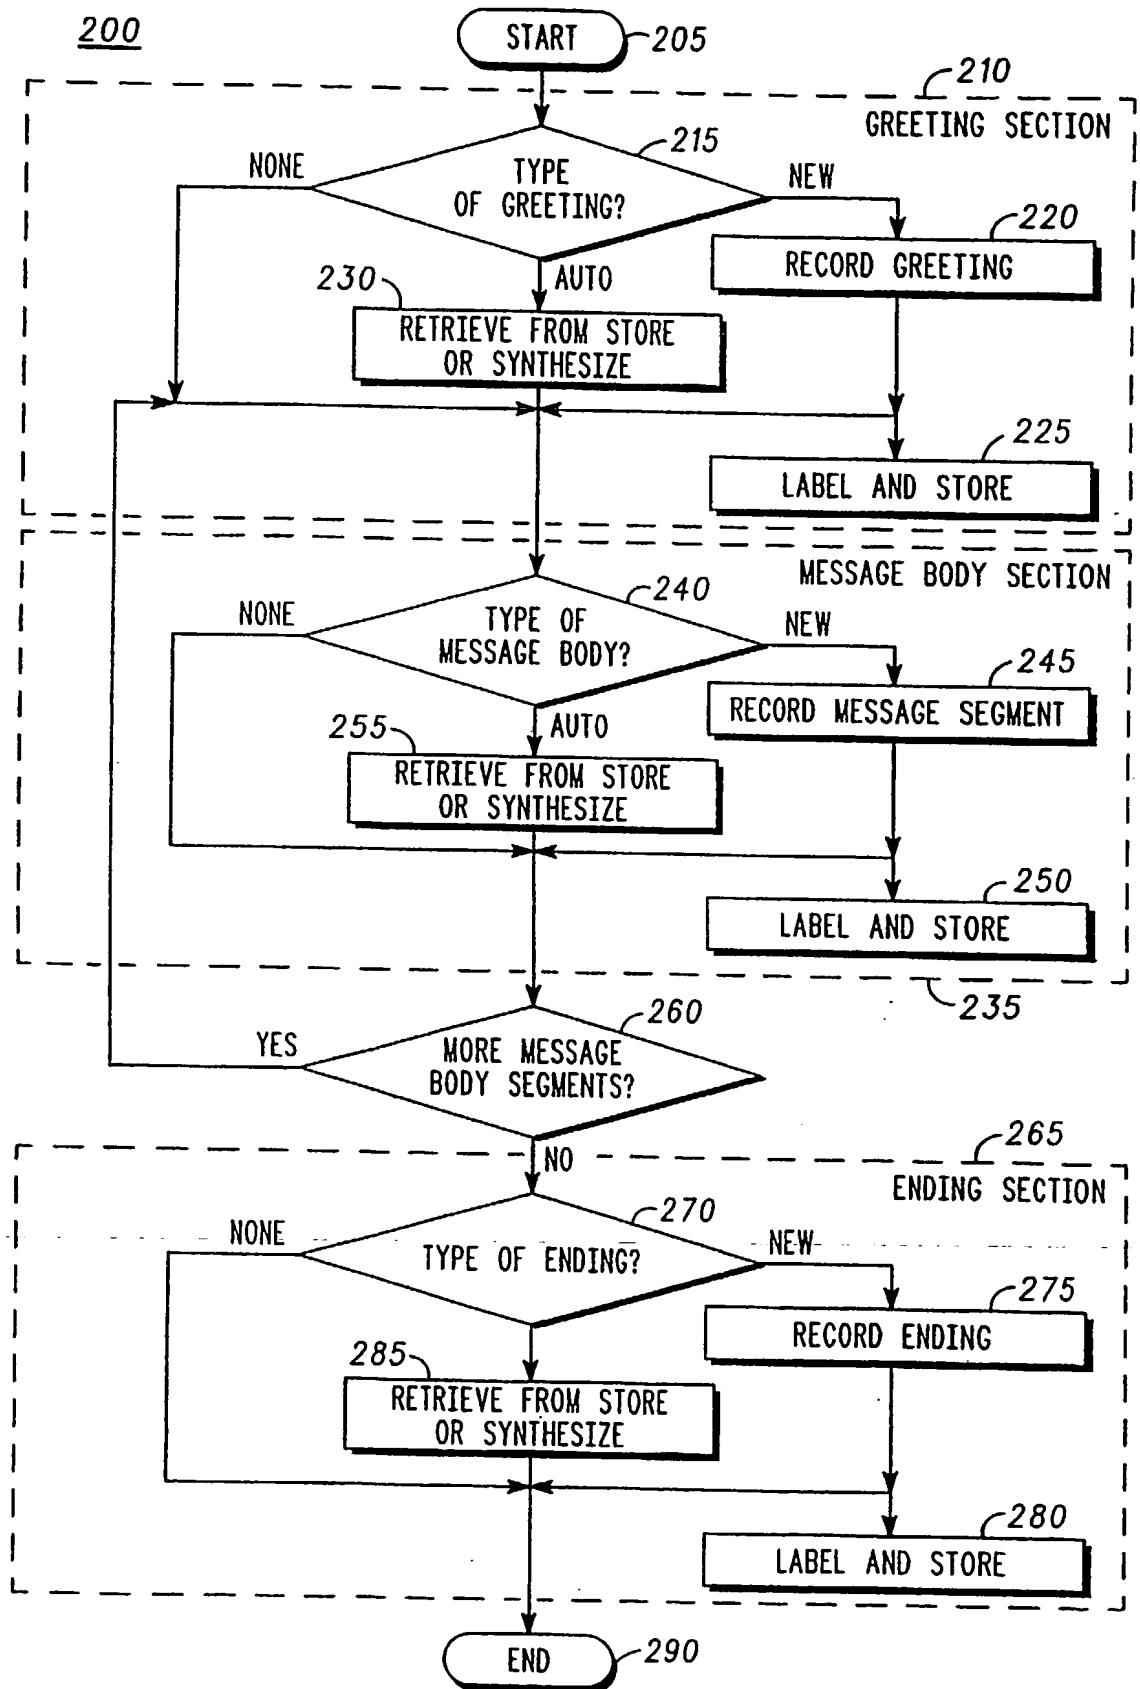 200
START
205
210
GREETING SECTION
215
NONE
TYPE
OF GREETING?
NEW
220
RECORD GREETING
230
AUTO
RETRIEVE FROM STORE
OR SYNTHESIZE
225
LABEL AND STORE
MESSAGE BODY SECTION
240
NONE
TYPE OF
MESSAGE BODY?
NEW
245
RECORD MESSAGE SEGMENT
255
AUTO
RETRIEVE FROM STORE
OR SYNTHESIZE
250
LABEL AND STORE
235
260
YES
MORE MESSAGE
BODY SEGMENTS?
NO
265
ENDING SECTION
270
NONE
TYPE OF ENDING?
NEW
275
RECORD ENDING
285
RETRIEVE FROM STORE
OR SYNTHESIZE
280
LABEL AND STORE
END
290